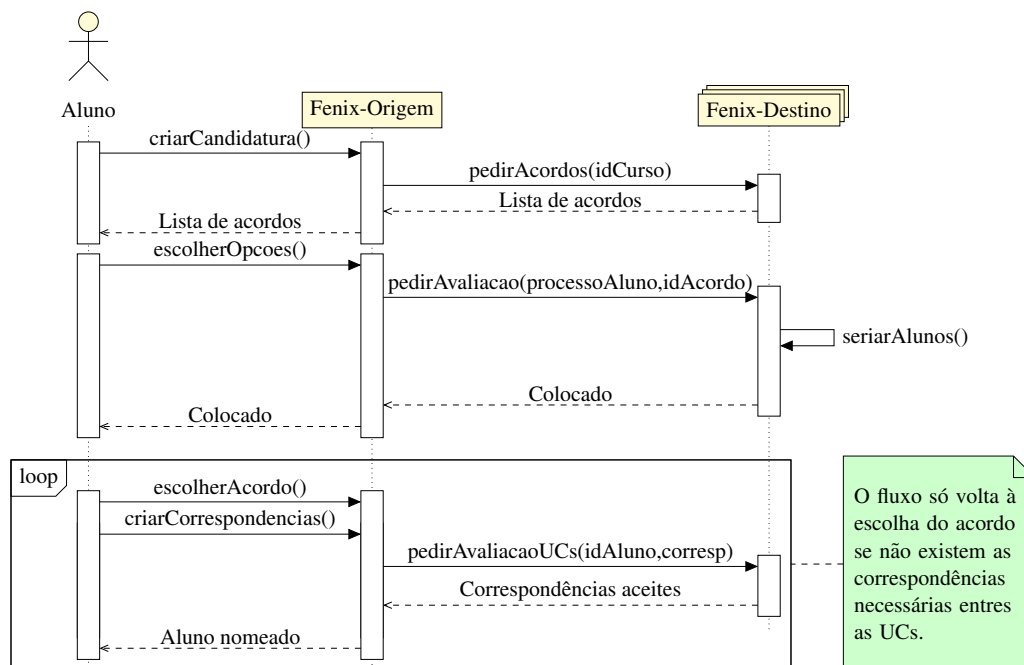 Aluno
Fenix-Origem
Fenix-Destino
criarCandidatura()
pedirAcordos(idCurso)
Lista de acordos
Lista de acordos
escolherOpcoes()
pedirAvaliacao(processoAluno,idAcordo)
seriarAlunos()
Colocado
Colocado
loop
escolherAcordo()
criarCorrespondencias()
pedirAvaliacaoUCs(idAluno,corresp)
Correspondências aceites
Aluno nomeado
O fluxo só volta à
escolha do acordo
se não existem as
correspondências
necessárias entres
as UCs.